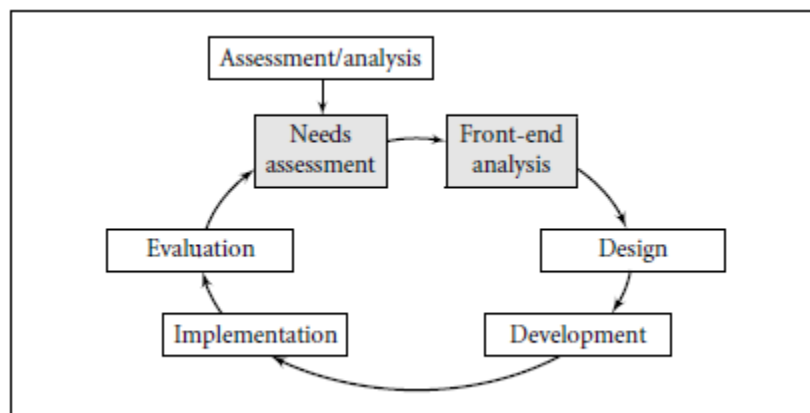 Assessment/analysis
Needs
assessment
Front-end
analysis
Evaluation
Design
Implementation
Development